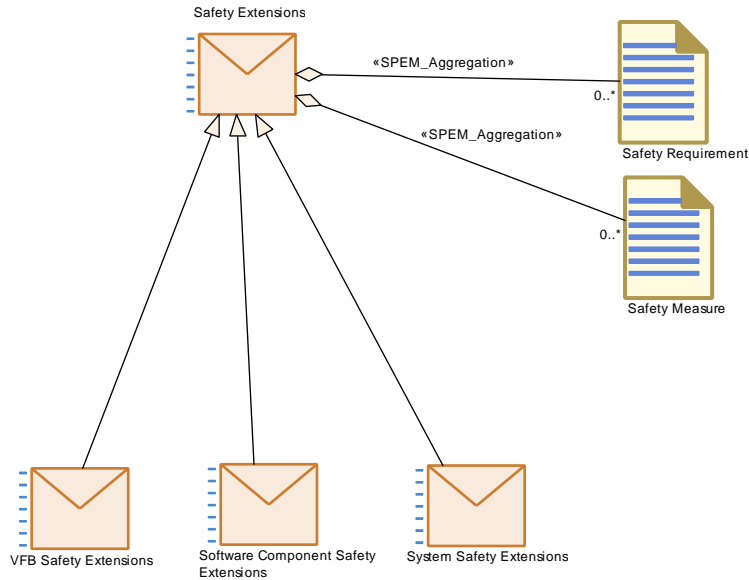 Safety Extensions
«SPEM_Aggregation»
0..*
Safety Requirement
«SPEM_Aggregation»
0..*
Safety Measure
VFB Safety Extensions
Software Component Safety
Extensions
System Safety Extensions